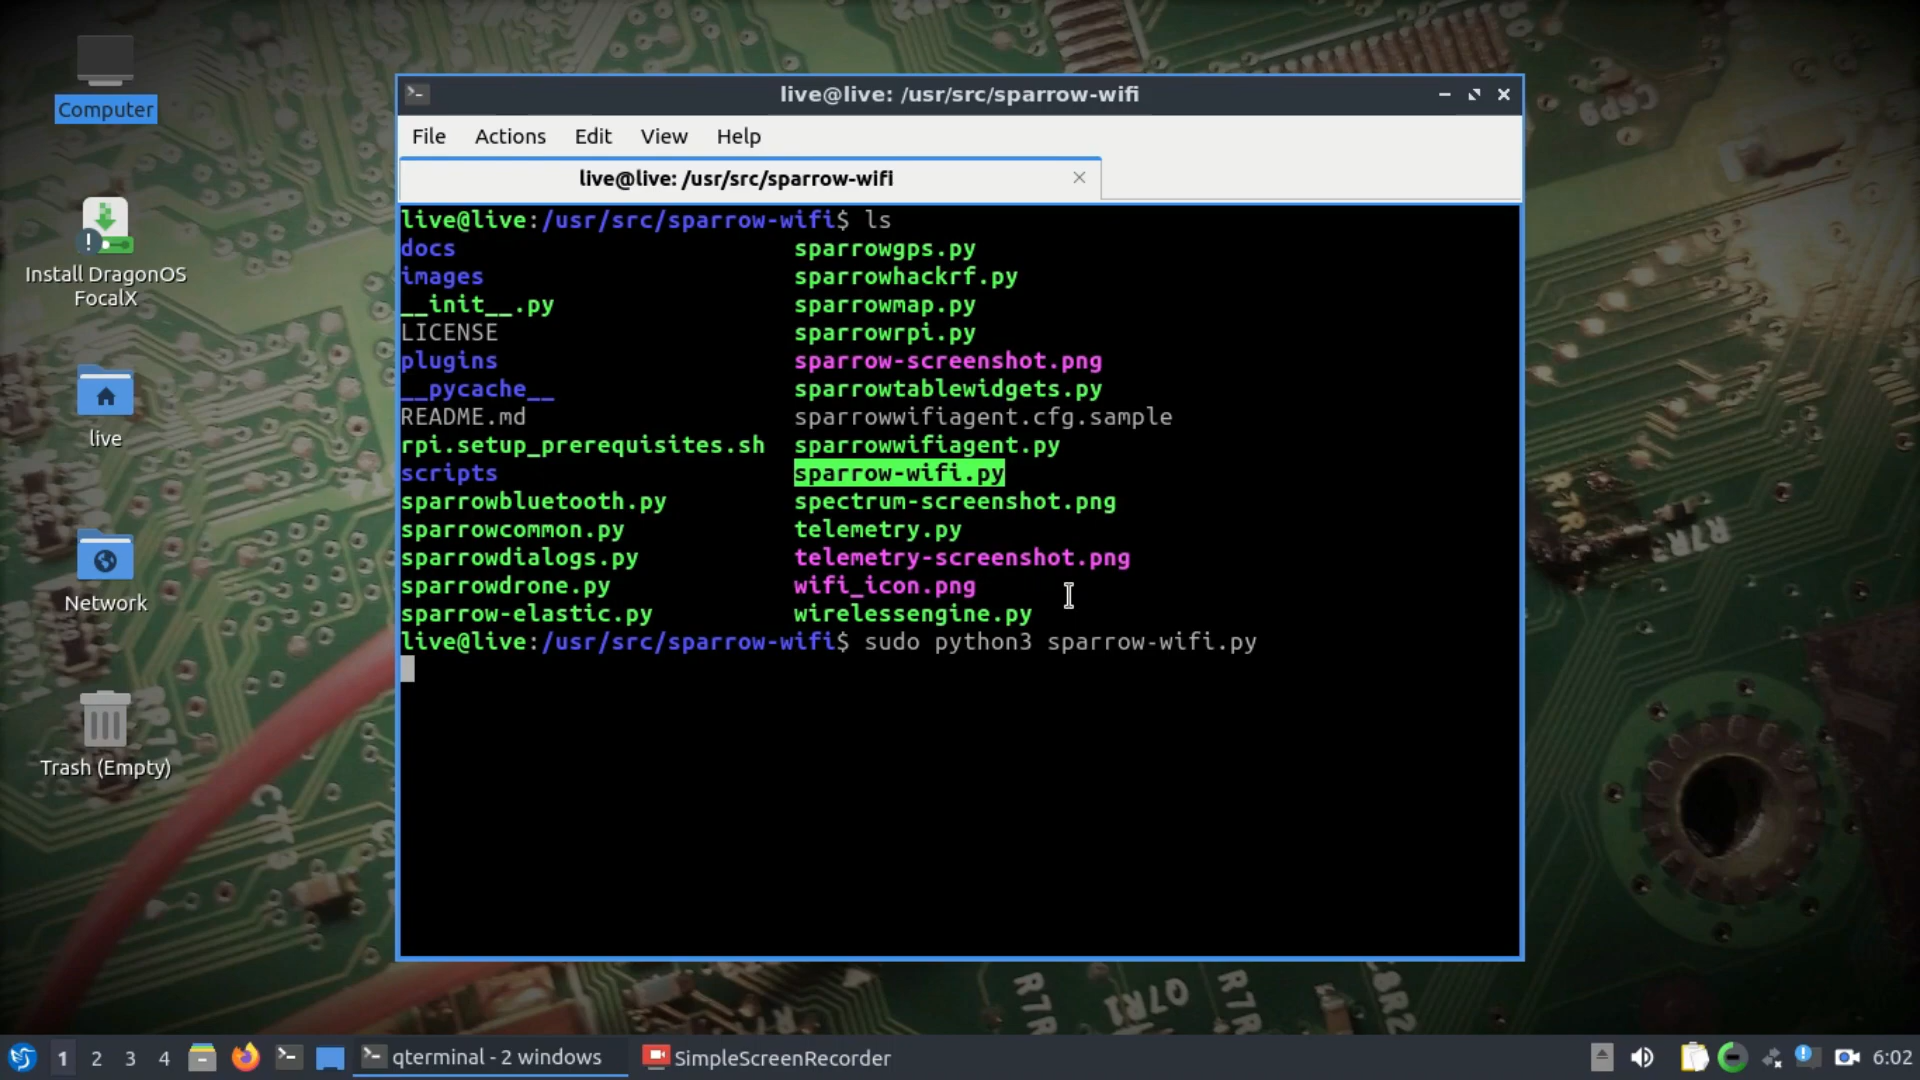 Computer
Install DragonOS
FocalX
live
Network
Trash (Empty)
live@live: /usr/src/sparrow-wifi
File Actions Edit View Help
live@live: /usr/src/sparrow-wifi
live@live:/usr/src/sparrow-wifi$ ls
docs sparrowgps.py
images sparrowhackrf.py
__init__.py sparrowmap.py
LICENSE sparrowrpi.py
plugins sparrow-screenshot.png
__pycache__ sparrowtablewidgets.py
README.md sparrowwifiagent.cfg.sample
rpi.setup_prerequisites.sh sparrowwifiagent.py
scripts sparrow-wifi.py
sparrowbluetooth.py spectrum-screenshot.png
sparrowcommon.py telemetry.py
sparrowdialogs.py telemetry-screenshot.png
sparrowdrone.py wifi_icon.png
sparrow-elastic.py wirelessengine.py
live@live:/usr/src/sparrow-wifi$ sudo python3 sparrow-wifi.py
R7R
Q7R1
R7R
1 2 3 4 qterminal - 2 windows SimpleScreenRecorder 6:02